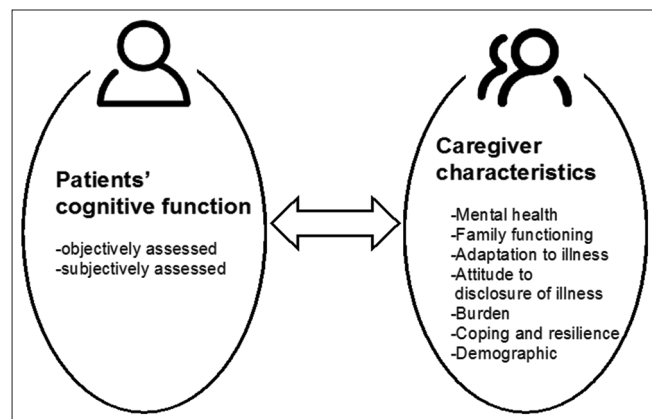 Patients'
cognitive function
-objectively assessed
-subjectively assessed
Caregiver
characteristics
-Mental health
-Family functioning
-Adaptation to illness
-Attitude to
disclosure of illness
-Burden
-Coping and resilience
-Demographic